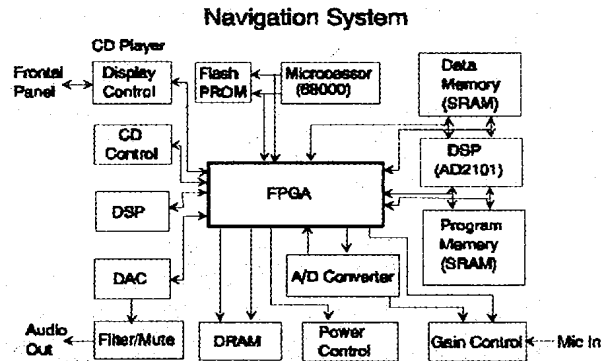 Navigation System
CD Player
Frontal
Panel
Display
Control
Flash
PROM
Microcessor
(68000)
Data
Memory
(SRAM)
CD
Control
DSP
(AD2101)
FPGA
DSP
Program
Memory
(SRAM)
DAC
A/D Converter
Audio
Out
Filter/Mute
DRAM
Power
Control
Gain Control
Mic In